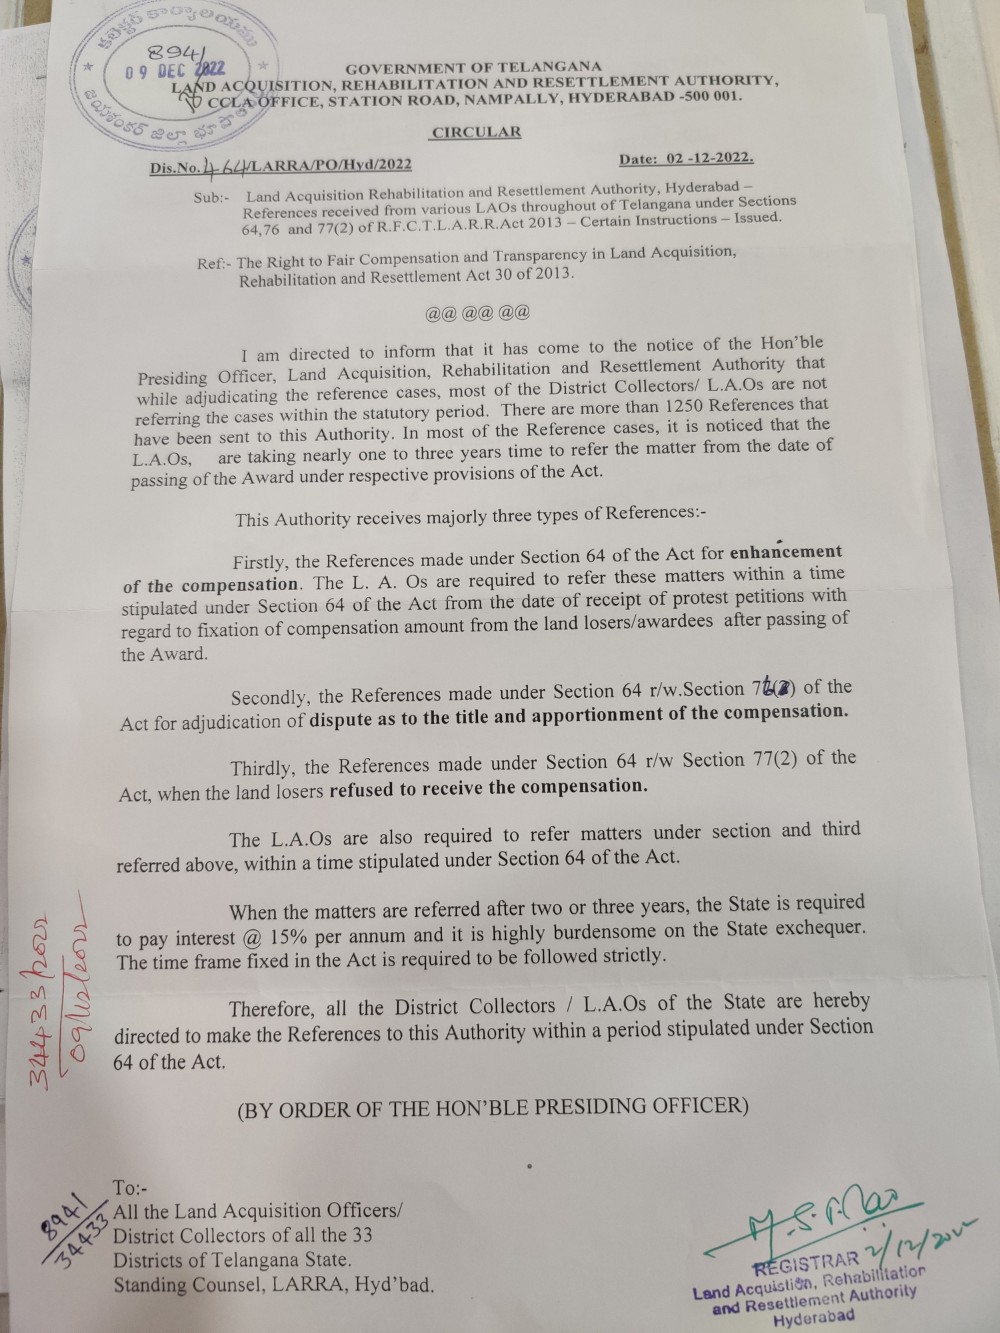 కలెక్టర్ కార్యాలయము
8941
09 DEC 2022
జయశంకర్ జిల్లా
GOVERNMENT OF TELANGANA
LAND ACQUISITION, REHABILITATION AND RESETTLEMENT AUTHORITY,
CCLA OFFICE, STATION ROAD, NAMPALLY, HYDERABAD -500 001.
CIRCULAR
Dis.No.464/LARRA/PO/Hyd/2022
Date: 02 -12-2022.
Sub:- Land Acquisition Rehabilitation and Resettlement Authority, Hyderabad –
References received from various LAOs throughout of Telangana under Sections
64,76 and 77(2) of R.F.C.T.L.A.R.R.Act 2013 – Certain Instructions – Issued.
Ref:- The Right to Fair Compensation and Transparency in Land Acquisition,
Rehabilitation and Resettlement Act 30 of 2013.
@@ @@ @@
I am directed to inform that it has come to the notice of the Hon'ble
Presiding Officer, Land Acquisition, Rehabilitation and Resettlement Authority that
while adjudicating the reference cases, most of the District Collectors/ L.A.Os are not
referring the cases within the statutory period. There are more than 1250 References that
have been sent to this Authority. In most of the Reference cases, it is noticed that the
L.A.Os, are taking nearly one to three years time to refer the matter from the date of
passing of the Award under respective provisions of the Act.
This Authority receives majorly three types of References:-
Firstly, the References made under Section 64 of the Act for enhancement
of the compensation. The L. A. Os are required to refer these matters within a time
stipulated under Section 64 of the Act from the date of receipt of protest petitions with
regard to fixation of compensation amount from the land losers/awardees after passing of
the Award.
Secondly, the References made under Section 64 r/w.Section of the
Act for adjudication of dispute as to the title and apportionment of the compensation.
Thirdly, the References made under Section 64 r/w Section 77(2) of the
Act, when the land losers refused to receive the compensation.
The L.A.Os are also required to refer matters under section and third
referred above, within a time stipulated under Section 64 of the Act.
When the matters are referred after two or three years, the State is required
to pay interest @ 15% per annum and it is highly burdensome on the State exchequer.
The time frame fixed in the Act is required to be followed strictly.
Therefore, all the District Collectors / L.A.Os of the State are hereby
directed to make the References to this Authority within a period stipulated under Section
64 of the Act.
(BY ORDER OF THE HON'BLE PRESIDING OFFICER)
34433/2022
09/12/2022
8941
34433
To:-
All the Land Acquisition Officers/
District Collectors of all the 33
Districts of Telangana State.
Standing Counsel, LARRA, Hyd'bad.
2/12/2022
REGISTRAR
Land Acquistion, Rehabilitation
and Resettlement Authority
Hyderabad